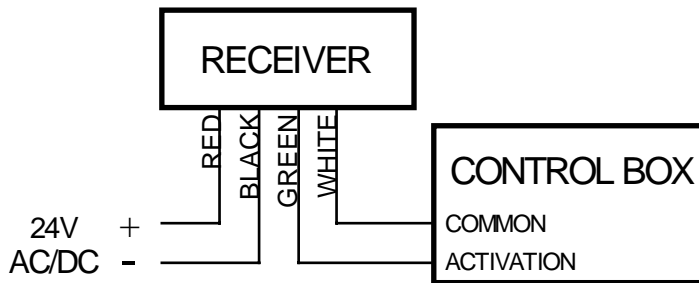 RECEIVER
RED
BLACK
GREEN
WHITE
CONTROL BOX
24V +
AC/DC -
COMMON
ACTIVATION